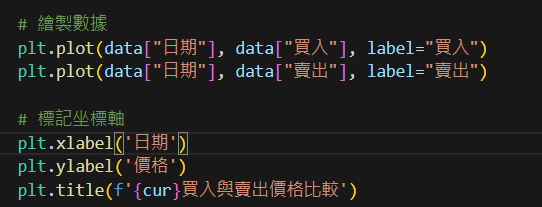 # 繪製數據
plt.plot(data["日期"], data["買入"], label="買入")
plt.plot(data["日期"], data["賣出"], label="賣出")
# 標記坐標軸
plt.xlabel('日期')
plt.ylabel('價格')
plt.title(f'{cur}買入與賣出價格比較')